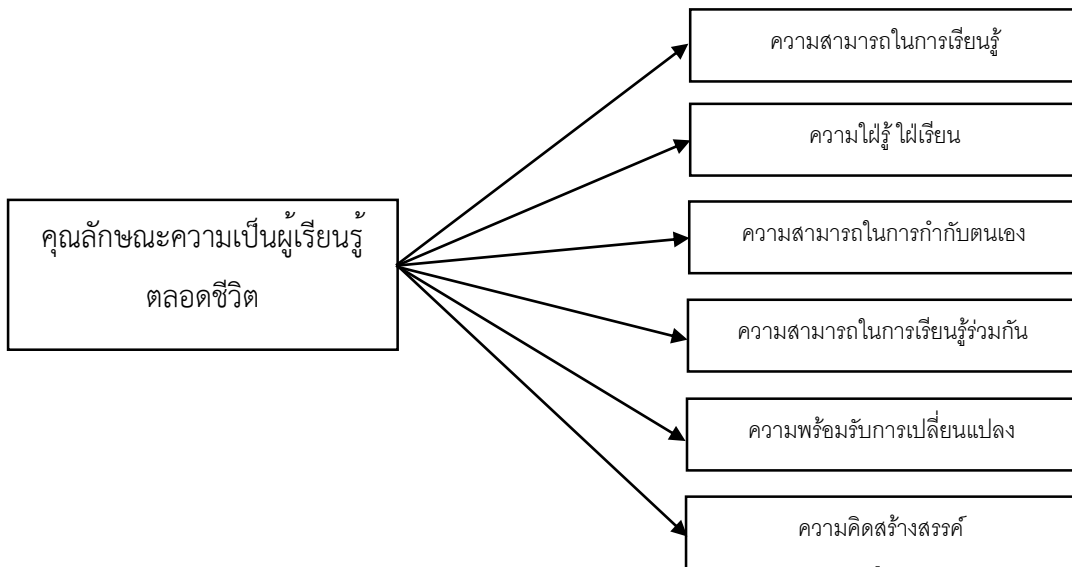 ความสามารถในการเรียนรู้
ความใฝ่รู้ ใฝ่เรียน
คุณลักษณะความเป็นผู้เรียนรู้
ตลอดชีวิต
ความสามารถในการกำกับตนเอง
ความสามารถในการเรียนรู้ร่วมกัน
ความพร้อมรับการเปลี่ยนแปลง
ความคิดสร้างสรรค์